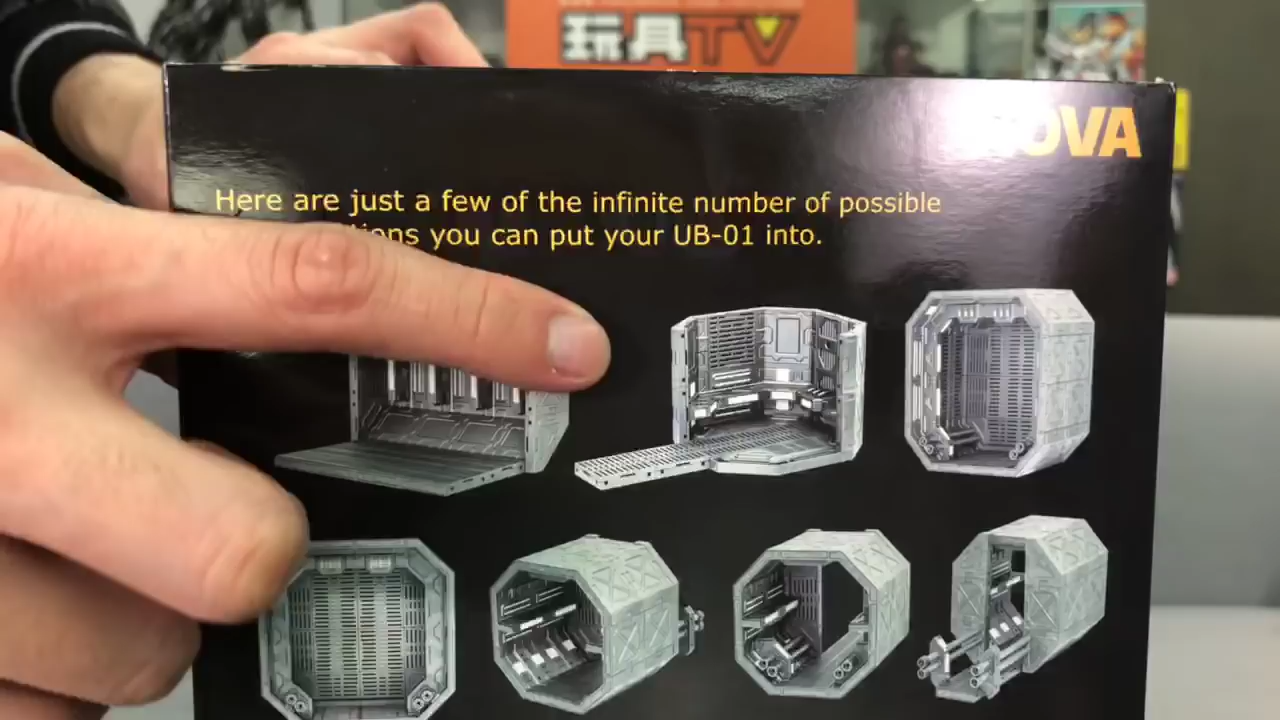 玩具TV
OVA
Here are just a few of the infinite number of possible
you can put your UB-01 into.